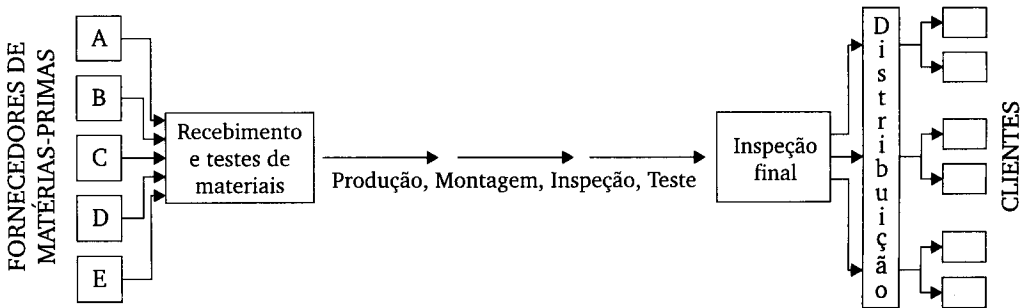 FORNECEDORES DE
MATÉRIAS-PRIMAS
A
B
C
D
E
Recebimento
e testes de
materiais
Produção, Montagem, Inspeção, Teste
Inspeção
final
Distribuição
CLIENTES